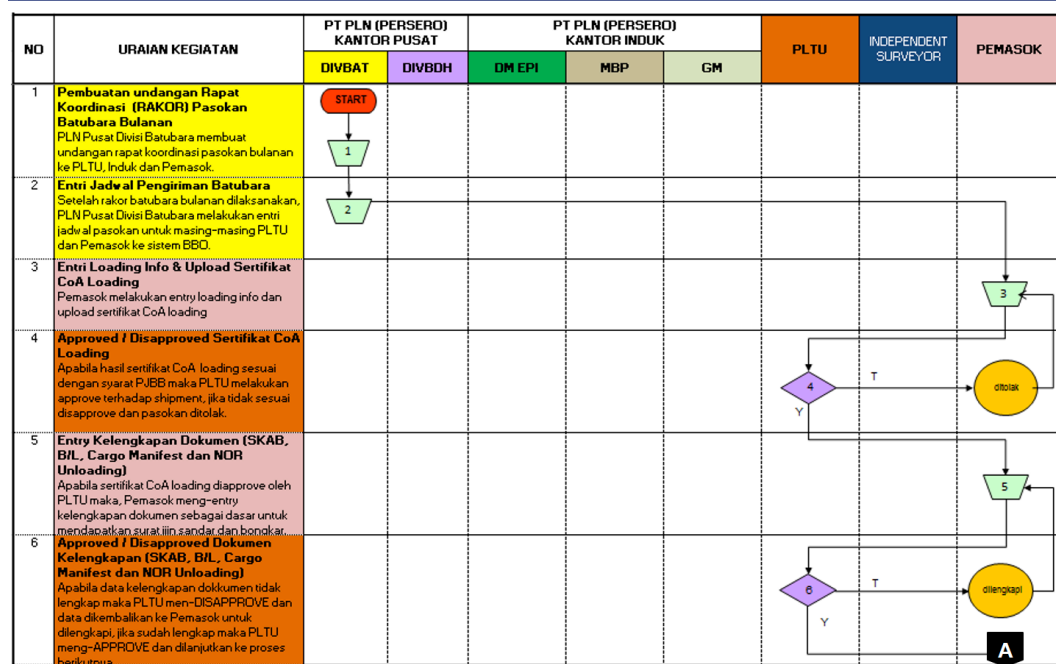 NO
URAIAN KEGIATAN
PT PLN (PERSERO)
KANTOR PUSAT
PT PLN (PERSERO)
KANTOR INDUK
PLTU
INDEPENDENT
SURVEYOR
PEMASOK
DIVBAT
DIVBDH
DM EPI
MBP
GM
1
Pembuatan undangan Rapat
Koordinasi (RAKOR) Pasokan
Batubara Bulanan
PLN Pusat Divisi Batubara membuat
undangan rapat koordinasi pasokan bulanan
ke PLTU, Induk dan Pemasok.
START
1
2
Entri Jadwal Pengiriman Batubara
Setelah rakor batubara bulanan dilaksanakan,
PLN Pusat Divisi Batubara melakukan entri
jadwal pasokan untuk masing-masing PLTU
dan Pemasok ke sistem BBO.
2
3
Entri Loading Info & Upload Sertifikat
CoA Loading
Pemasok melakukan entry loading info dan
upload sertifikat CoA loading
3
4
Approved / Disapproved Sertifikat CoA
Loading
Apabila hasil sertifikat CoA loading sesuai
dengan syarat PJBB maka PLTU melakukan
approve terhadap shipment, jika tidak sesuai
disapprove dan pasokan ditolak.
4
T
ditolak
Y
5
Entry Kelengkapan Dokumen (SKAB,
B/L, Cargo Manifest dan NOR
Unloading)
Apabila sertifikat CoA loading diapprove oleh
PLTU maka, Pemasok meng-entry
kelengkapan dokumen sebagai dasar untuk
mendapatkan surat ijin sandar dan bongkar.
5
6
Approved / Disapproved Dokumen
Kelengkapan (SKAB, B/L, Cargo
Manifest dan NOR Unloading)
Apabila data kelengkapan dokkumen tidak
lengkap maka PLTU men-DISAPPROVE dan
data dikembalikan ke Pemasok untuk
dilengkapi, jika sudah lengkap maka PLTU
meng-APPROVE dan dilanjutkan ke proses
berikutnya
6
T
dilengkapi
Y
A